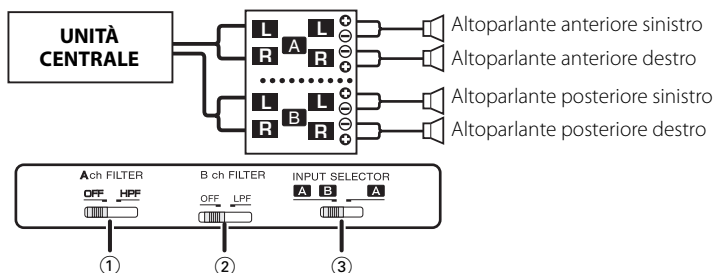 UNITÀ
CENTRALE
L L ⊕
A ⊖ Altoparlante anteriore sinistro
R R ⊖ Altoparlante anteriore destro
⊕
L L ⊕ Altoparlante posteriore sinistro
B ⊖
R R ⊖ Altoparlante posteriore destro
⊕
A ch FILTER B ch FILTER INPUT SELECTOR
OFF HPF OFF LPF A B A
① ② ③